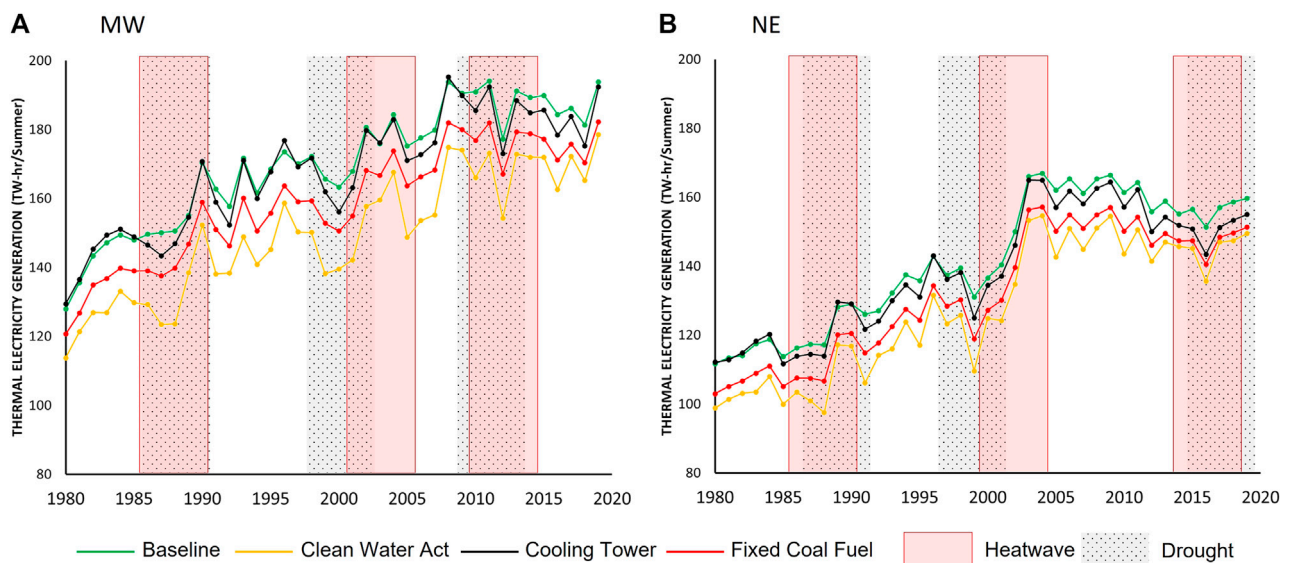 A MW
THERMAL ELECTRICITY GENERATION (TW-hr/Summer)
200
180
160
140
120
100
80
1980 1985 1990 1995 2000 2005 2010 2015 2020
B NE
THERMAL ELECTRICITY GENERATION (TW-hr/Summer)
200
180
160
140
120
100
80
1980 1985 1990 1995 2000 2005 2010 2015 2020
Baseline Clean Water Act Cooling Tower Fixed Coal Fuel Heatwave Drought